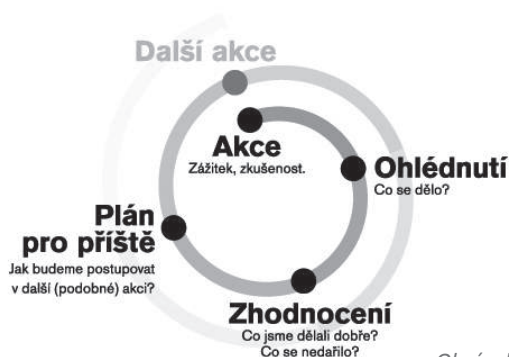 Další akce
Akce
Zážitek, zkušenost.
Ohlédnutí
Co se dělo?
Zhodnocení
Co jsme dělali dobře?
Co se nedařilo?
Plán
pro příště
Jak budeme postupovat
v další (podobné) akci?